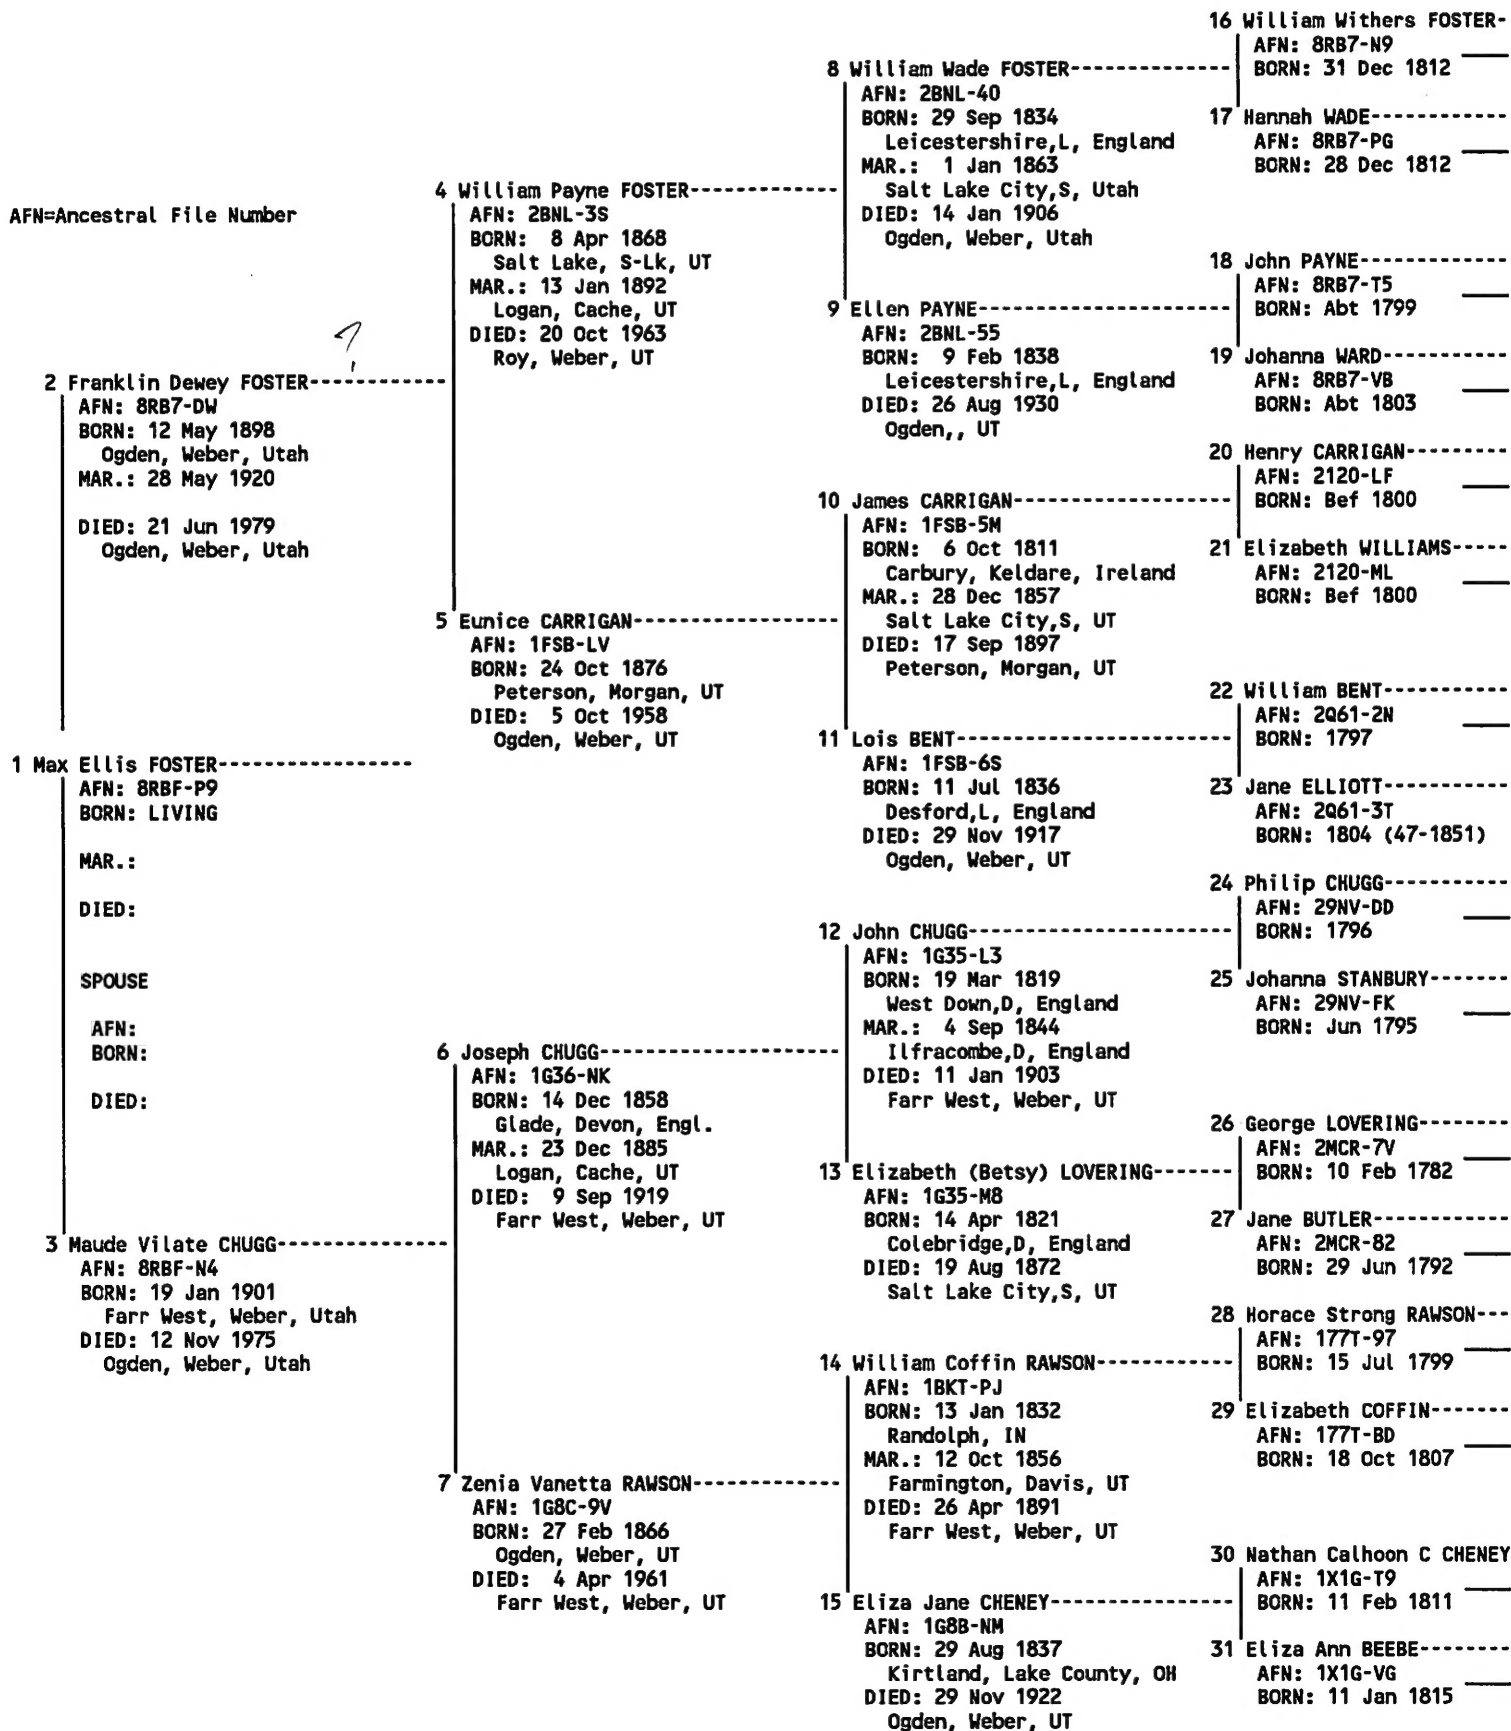 AFN=Ancestral File Number
1 Max Ellis FOSTER----------------
AFN: 8RBF-P9
BORN: LIVING
MAR.:
DIED:
SPOUSE
AFN:
BORN:
DIED:
2 Franklin Dewey FOSTER------------
AFN: 8RB7-DW
BORN: 12 May 1898
Ogden, Weber, Utah
MAR.: 28 May 1920
DIED: 21 Jun 1979
Ogden, Weber, Utah
3 Maude Vilate CHUGG---------------
AFN: 8RBF-N4
BORN: 19 Jan 1901
Farr West, Weber, Utah
DIED: 12 Nov 1975
Ogden, Weber, Utah
4 William Payne FOSTER-------------
AFN: 2BNL-3S
BORN: 8 Apr 1868
Salt Lake, S-Lk, UT
MAR.: 13 Jan 1892
Logan, Cache, UT
DIED: 20 Oct 1963
Roy, Weber, UT
5 Eunice CARRIGAN------------------
AFN: 1FSB-LV
BORN: 24 Oct 1876
Peterson, Morgan, UT
DIED: 5 Oct 1958
Ogden, Weber, UT
6 Joseph CHUGG---------------------
AFN: 1G36-NK
BORN: 14 Dec 1858
Glade, Devon, Engl.
MAR.: 23 Dec 1885
Logan, Cache, UT
DIED: 9 Sep 1919
Farr West, Weber, UT
7 Zenia Vanetta RAWSON-------------
AFN: 1G8C-9V
BORN: 27 Feb 1866
Ogden, Weber, UT
DIED: 4 Apr 1961
Farr West, Weber, UT
8 William Wade FOSTER--------------
AFN: 2BNL-40
BORN: 29 Sep 1834
Leicestershire,L, England
MAR.: 1 Jan 1863
Salt Lake City,S, Utah
DIED: 14 Jan 1906
Ogden, Weber, Utah
9 Ellen PAYNE----------------------
AFN: 2BNL-55
BORN: 9 Feb 1838
Leicestershire,L, England
DIED: 26 Aug 1930
Ogden,, UT
10 James CARRIGAN-------------------
AFN: 1FSB-5M
BORN: 6 Oct 1811
Carbury, Keldare, Ireland
MAR.: 28 Dec 1857
Salt Lake City,S, UT
DIED: 17 Sep 1897
Peterson, Morgan, UT
11 Lois BENT------------------------
AFN: 1FSB-6S
BORN: 11 Jul 1836
Desford,L, England
DIED: 29 Nov 1917
Ogden, Weber, UT
12 John CHUGG-----------------------
AFN: 1G35-L3
BORN: 19 Mar 1819
West Down,D, England
MAR.: 4 Sep 1844
Ilfracombe,D, England
DIED: 11 Jan 1903
Farr West, Weber, UT
13 Elizabeth (Betsy) LOVERING-------
AFN: 1G35-M8
BORN: 14 Apr 1821
Colebridge,D, England
DIED: 19 Aug 1872
Salt Lake City,S, UT
14 William Coffin RAWSON------------
AFN: 1BKT-PJ
BORN: 13 Jan 1832
Randolph, IN
MAR.: 12 Oct 1856
Farmington, Davis, UT
DIED: 26 Apr 1891
Farr West, Weber, UT
15 Eliza Jane CHENEY----------------
AFN: 1G8B-NM
BORN: 29 Aug 1837
Kirtland, Lake County, OH
DIED: 29 Nov 1922
Ogden, Weber, UT
16 William Withers FOSTER-
AFN: 8RB7-N9
BORN: 31 Dec 1812
17 Hannah WADE------------
AFN: 8RB7-PG
BORN: 28 Dec 1812
18 John PAYNE-------------
AFN: 8RB7-T5
BORN: Abt 1799
19 Johanna WARD-----------
AFN: 8RB7-VB
BORN: Abt 1803
20 Henry CARRIGAN---------
AFN: 2120-LF
BORN: Bef 1800
21 Elizabeth WILLIAMS-----
AFN: 2120-ML
BORN: Bef 1800
22 William BENT-----------
AFN: 2Q61-2N
BORN: 1797
23 Jane ELLIOTT-----------
AFN: 2Q61-3T
BORN: 1804 (47-1851)
24 Philip CHUGG-----------
AFN: 29NV-DD
BORN: 1796
25 Johanna STANBURY-------
AFN: 29NV-FK
BORN: Jun 1795
26 George LOVERING--------
AFN: 2MCR-7V
BORN: 10 Feb 1782
27 Jane BUTLER------------
AFN: 2MCR-82
BORN: 29 Jun 1792
28 Horace Strong RAWSON---
AFN: 177T-97
BORN: 15 Jul 1799
29 Elizabeth COFFIN-------
AFN: 177T-BD
BORN: 18 Oct 1807
30 Nathan Calhoon C CHENEY
AFN: 1X1G-T9
BORN: 11 Feb 1811
31 Eliza Ann BEEBE--------
AFN: 1X1G-VG
BORN: 11 Jan 1815